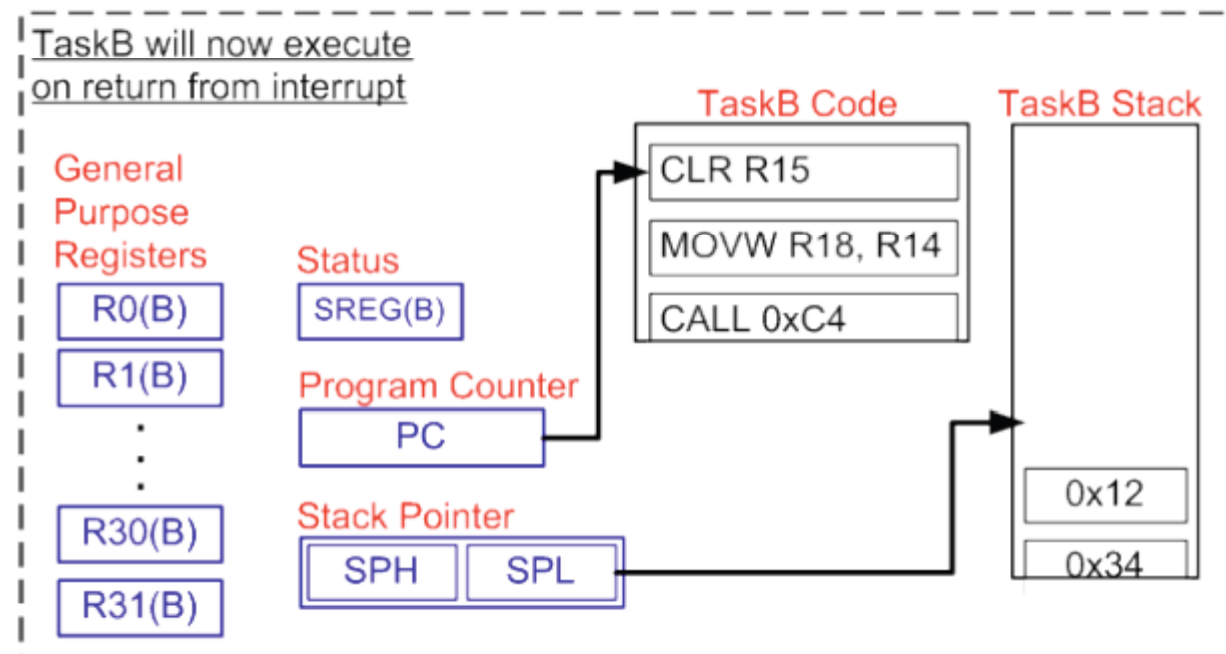 TaskB will now execute
on return from interrupt
General
Purpose
Registers
R0(B)
R1(B)
R30(B)
R31(B)
Status
SREG(B)
Program Counter
PC
Stack Pointer
SPH SPL
TaskB Code
CLR R15
MOVW R18, R14
CALL 0xC4
TaskB Stack
0x12
0x34